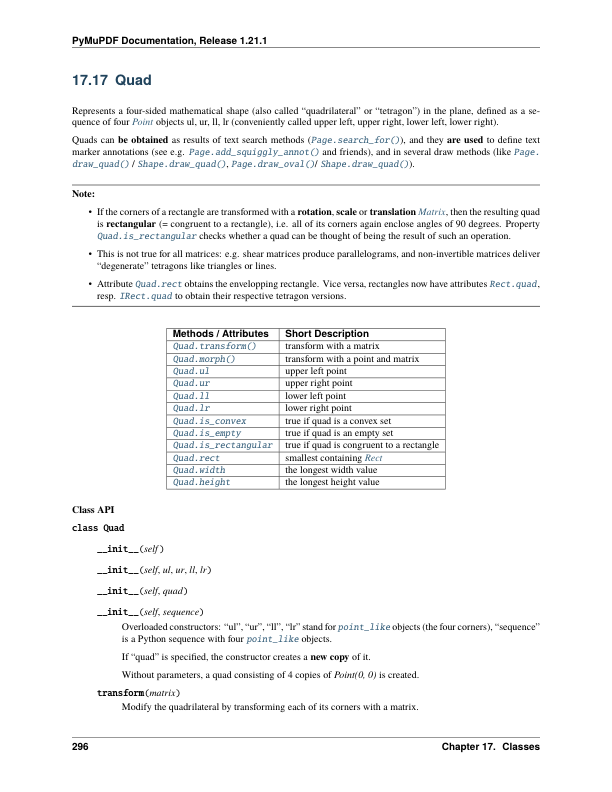 PyMuPDF Documentation, Release 1.21.1
17.17 Quad
Represents a four-sided mathematical shape (also called “quadrilateral” or “tetragon”) in the plane, defined as a se-
quence of four Point objects ul, ur, ll, lr (conveniently called upper left, upper right, lower left, lower right).
Quads can be obtained as results of text search methods (Page.search_for()), and they are used to define text
marker annotations (see e.g. Page.add_squiggly_annot() and friends), and in several draw methods (like Page.
draw_quad() / Shape.draw_quad(), Page.draw_oval()/ Shape.draw_quad()).
Note:
• If the corners of a rectangle are transformed with a rotation, scale or translation Matrix, then the resulting quad
is rectangular (= congruent to a rectangle), i.e. all of its corners again enclose angles of 90 degrees. Property
Quad.is_rectangular checks whether a quad can be thought of being the result of such an operation.
• This is not true for all matrices: e.g. shear matrices produce parallelograms, and non-invertible matrices deliver
“degenerate” tetragons like triangles or lines.
• Attribute Quad.rect obtains the envelopping rectangle. Vice versa, rectangles now have attributes Rect.quad,
resp. IRect.quad to obtain their respective tetragon versions.
Methods / Attributes Short Description
Quad.transform() transform with a matrix
Quad.morph() transform with a point and matrix
Quad.ul upper left point
Quad.ur upper right point
Quad.ll lower left point
Quad.lr lower right point
Quad.is_convex true if quad is a convex set
Quad.is_empty true if quad is an empty set
Quad.is_rectangular true if quad is congruent to a rectangle
Quad.rect smallest containing Rect
Quad.width the longest width value
Quad.height the longest height value
Class API
class Quad
__init__(self)
__init__(self, ul, ur, ll, lr)
__init__(self, quad)
__init__(self, sequence)
Overloaded constructors: “ul”, “ur”, “ll”, “lr” stand for point_like objects (the four corners), “sequence”
is a Python sequence with four point_like objects.
If “quad” is specified, the constructor creates a new copy of it.
Without parameters, a quad consisting of 4 copies of Point(0, 0) is created.
transform(matrix)
Modify the quadrilateral by transforming each of its corners with a matrix.
296 Chapter 17. Classes